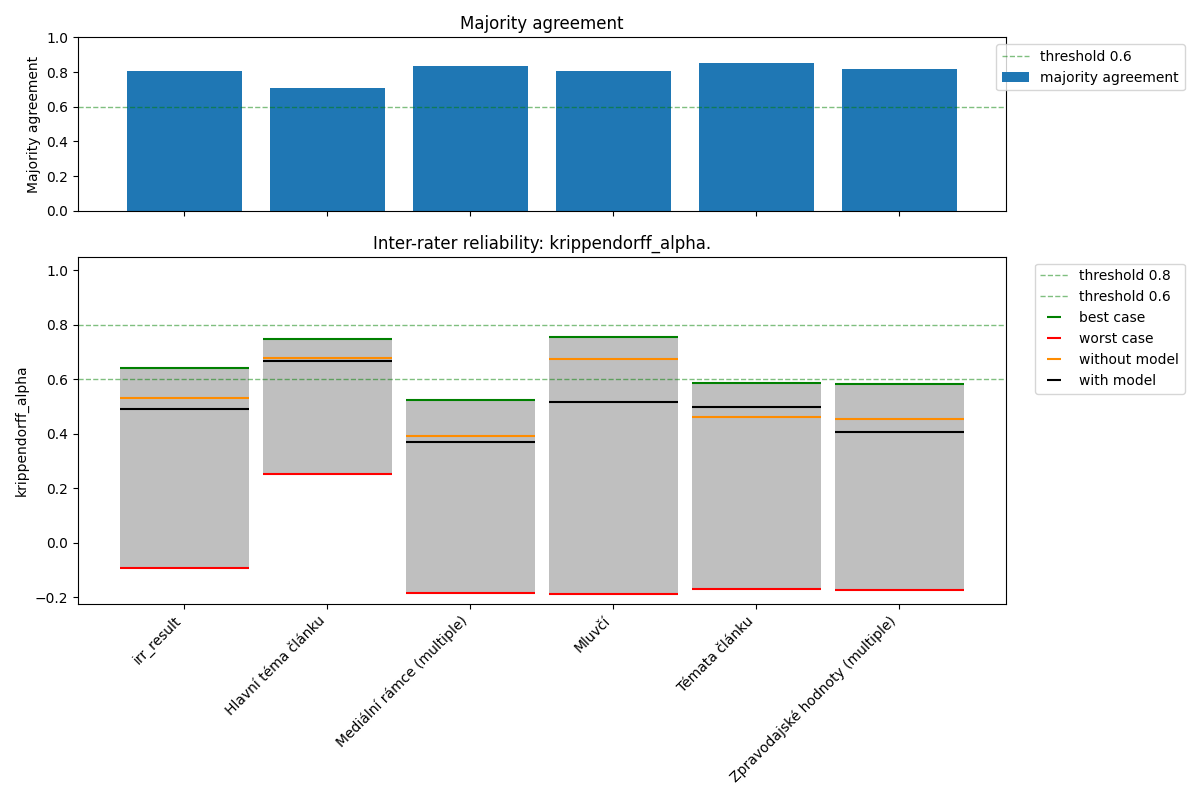 Majority agreement
1.0
0.8
0.6
0.4
0.2
0.0
Majority agreement
threshold 0.6
majority agreement
Inter-rater reliability: krippendorff_alpha.
1.0
0.8
0.6
0.4
0.2
0.0
−0.2
krippendorff_alpha
threshold 0.8
threshold 0.6
best case
worst case
without model
with model
irr_result
Hlavní téma článku
Mediální rámce (multiple)
Mluvčí
Témata článku
Zpravodajské hodnoty (multiple)